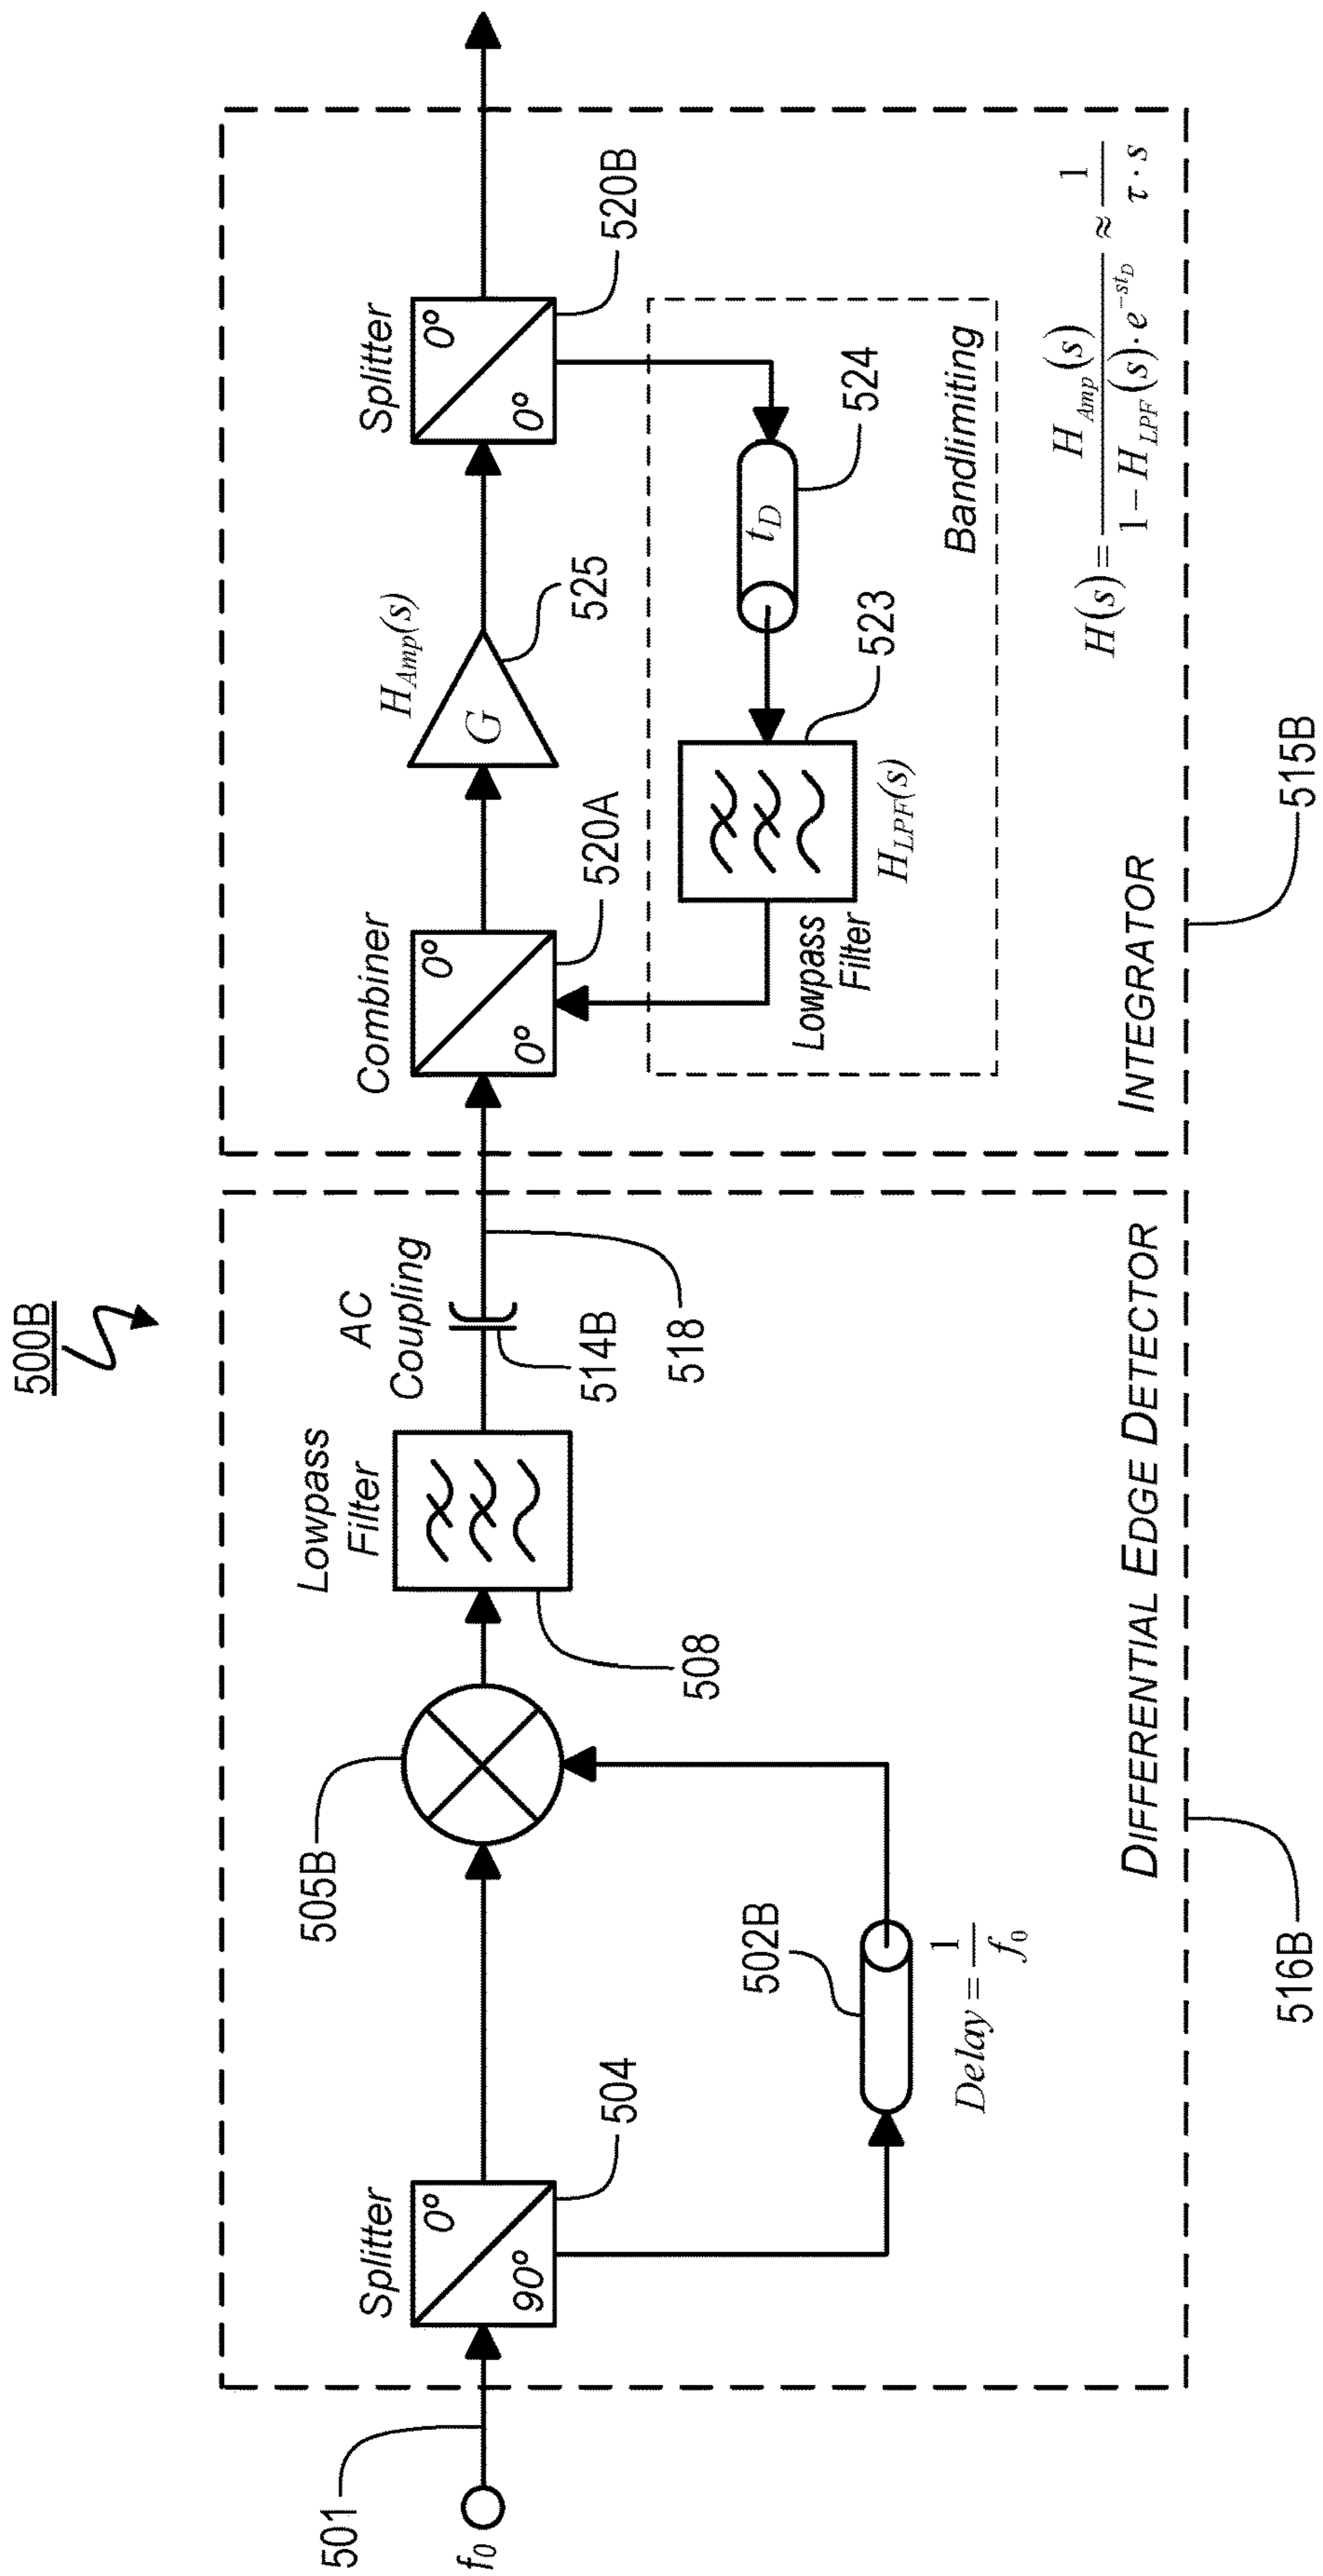 500B
501
f₀
Splitter
0°
90°
504
502B
Delay = 1/f₀
505B
Lowpass
Filter
508
AC
Coupling
514B
518
DIFFERENTIAL EDGE DETECTOR
516B
Combiner
0°
0°
520A
H_Amp(s)
G
525
Splitter
0°
0°
520B
t_D
524
523
H_LPF(s)
Lowpass
Filter
Bandlimiting
H(s) = H_Amp(s) / (1 − H_LPF(s) · e^(−st_D)) ≈ 1 / (τ · s)
INTEGRATOR
515B